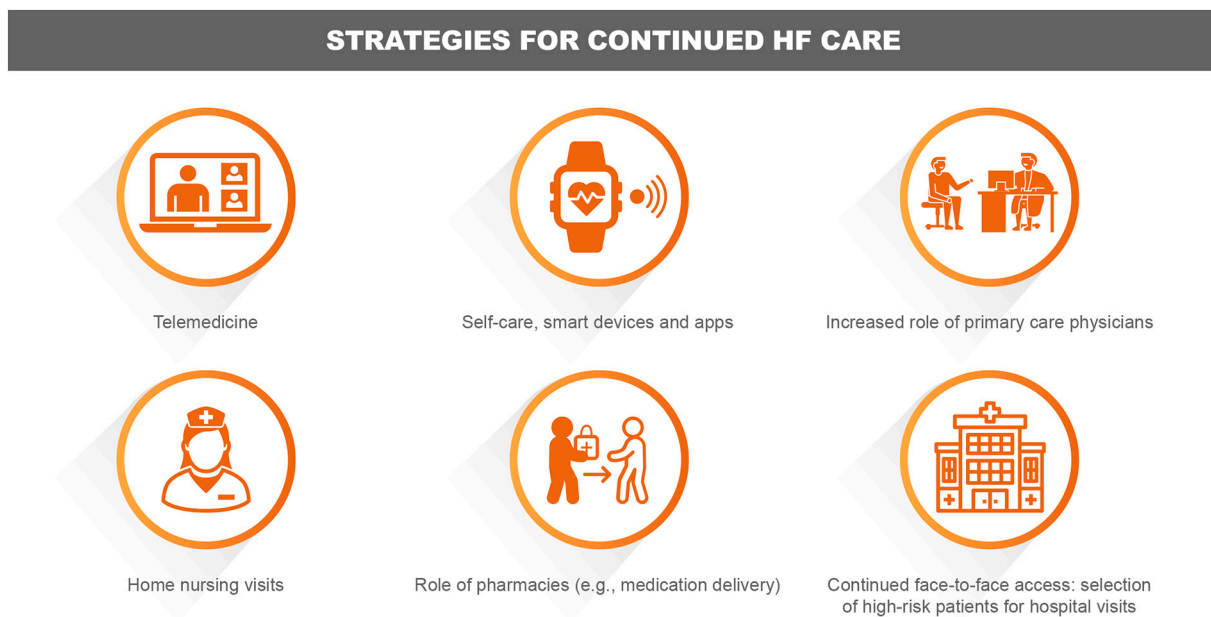 STRATEGIES FOR CONTINUED HF CARE
Telemedicine
Self-care, smart devices and apps
Increased role of primary care physicians
Home nursing visits
Role of pharmacies (e.g., medication delivery)
Continued face-to-face access: selection
of high-risk patients for hospital visits